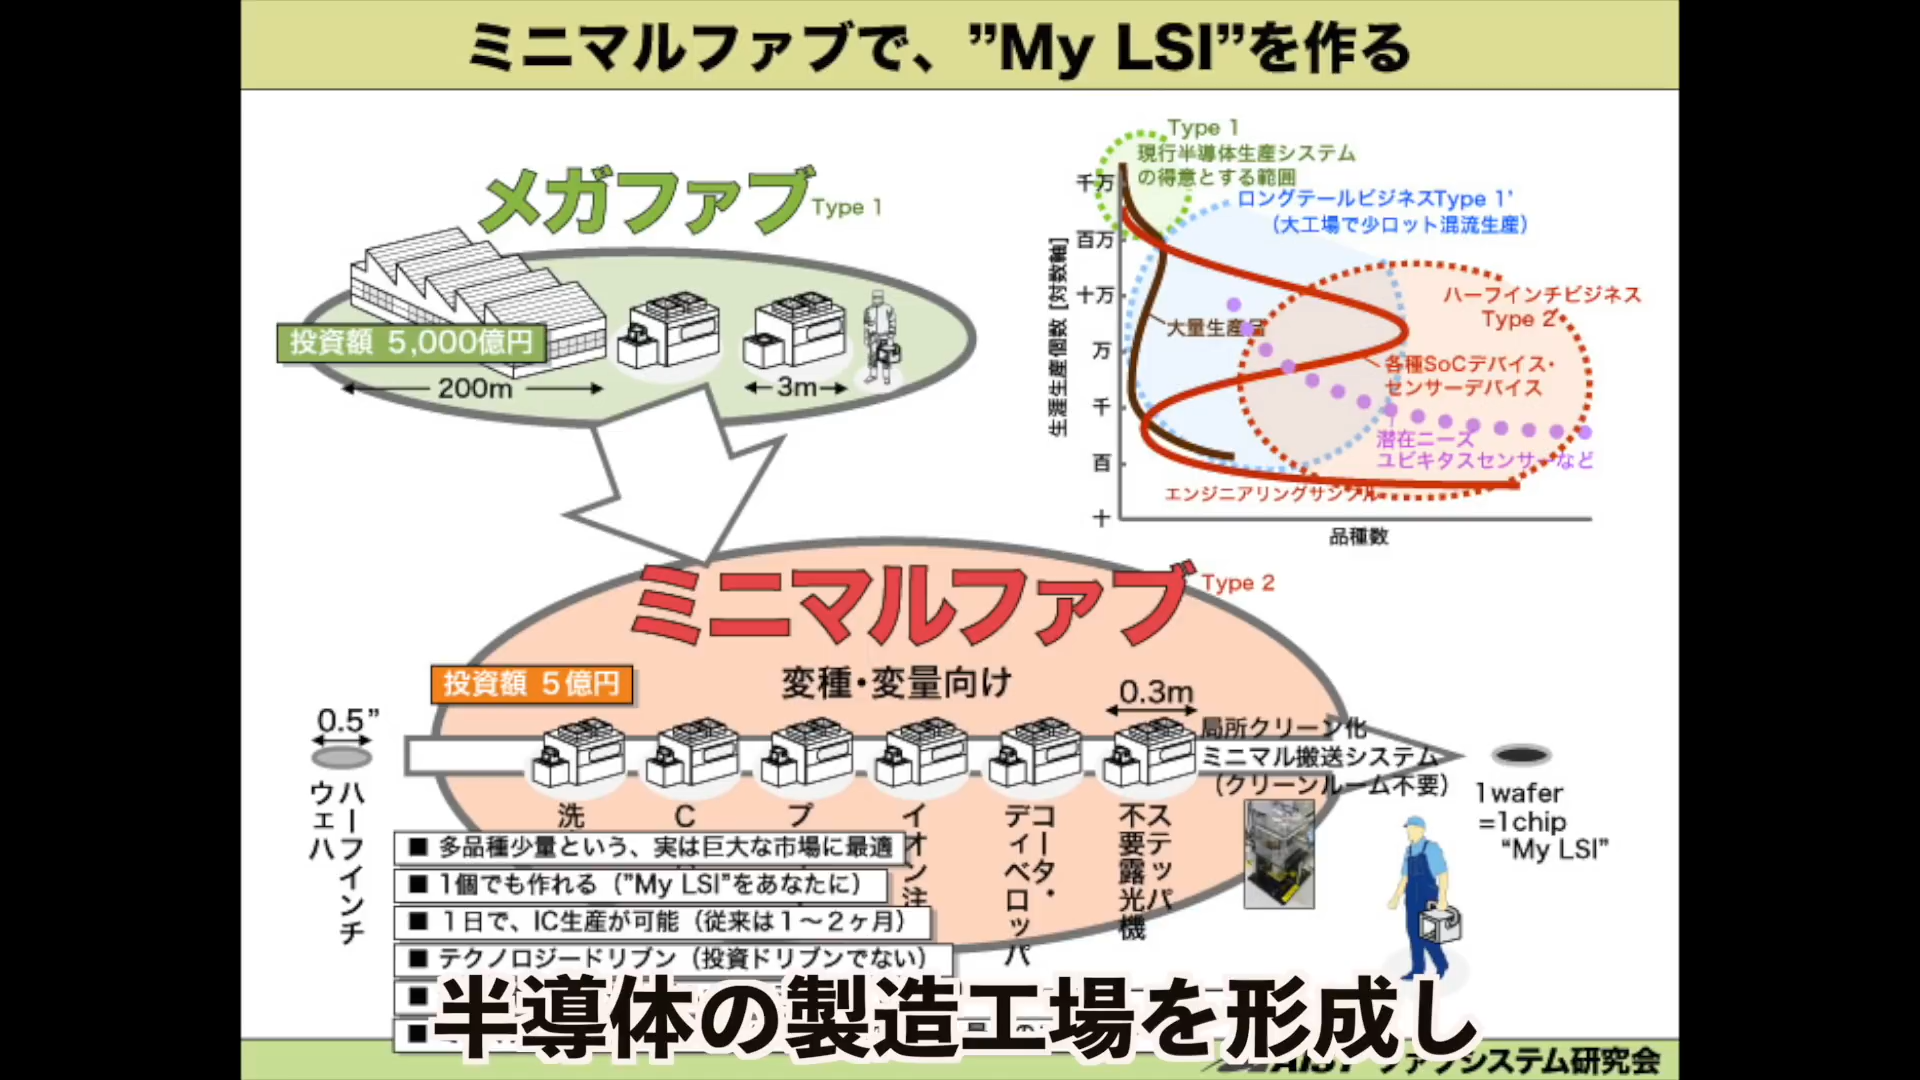 ミニマルファブで、”My LSI”を作る
メガファブ Type 1
投資額 5,000億円
200m
3m
Type 1
現行半導体生産システム
の得意とする範囲
ロングテールビジネスType 1’
（大工場で少ロット混流生産）
ハーフインチビジネス
Type 2
大量生産品
各種SoCデバイス・
センサーデバイス
潜在ニーズ
ユビキタスセンサーなど
エンジニアリングサンプル
生涯生産個数 [対数軸]
千万
百万
十万
万
千
百
十
品種数
ミニマルファブ Type 2
投資額 5億円
変種・変量向け
0.3m
0.5”
ハーフインチ
ウェハ
局所クリーン化
ミニマル搬送システム
（クリーンルーム不要）
洗
C
プ
イオン注
コータ・
ディベロッパ
ステッパ
不要露光機
1wafer
=1chip
“My LSI”
■ 多品種少量という、実は巨大な市場に最適
■ 1個でも作れる（”My LSI”をあなたに）
■ １日で、IC生産が可能（従来は１〜２ヶ月）
■ テクノロジードリブン（投資ドリブンでない）
半導体の製造工場を形成し
AIST ファブシステム研究会